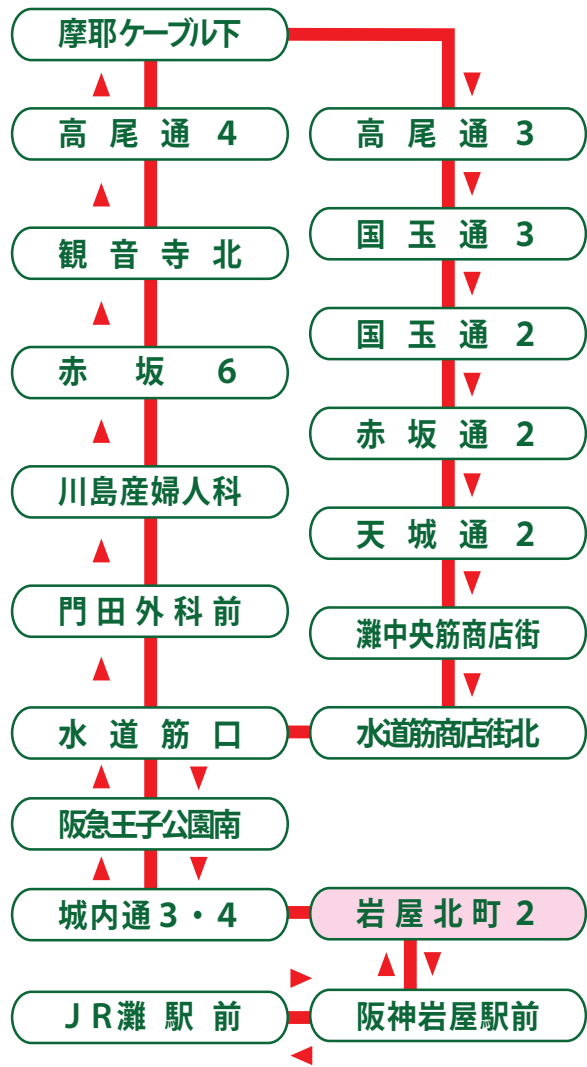 摩耶ケーブル下
高尾通4
高尾通3
観音寺北
国玉通3
国玉通2
赤坂6
赤坂通2
川島産婦人科
天城通2
門田外科前
灘中央筋商店街
水道筋口
水道筋商店街北
阪急王子公園南
城内通3・4
岩屋北町2
JR灘駅前
阪神岩屋駅前